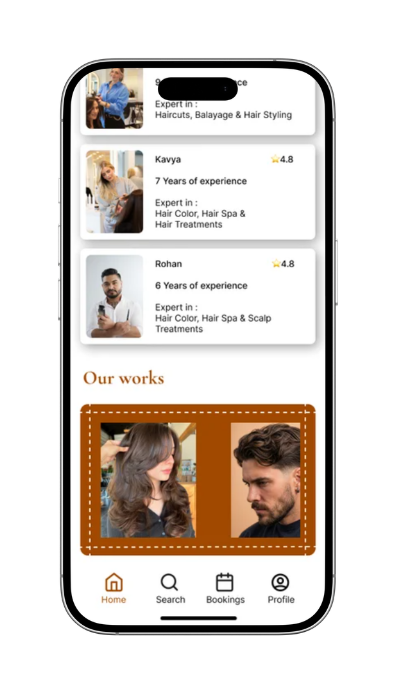 9
ce
Expert in :
Haircuts, Balayage & Hair Styling
Kavya
⭐4.8
7 Years of experience
Expert in :
Hair Color, Hair Spa &
Hair Treatments
Rohan
⭐4.8
6 Years of experience
Expert in :
Hair Color, Hair Spa & Scalp
Treatments
Our works
Home
Search
Bookings
Profile